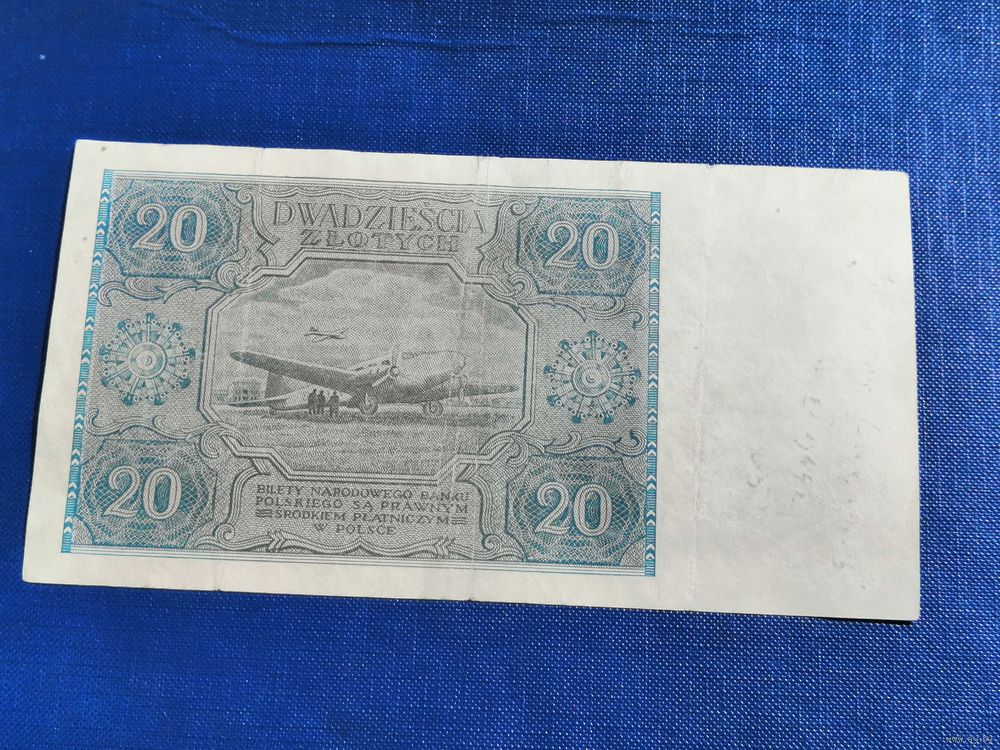 20
DWADZIEŚCIA
ZŁOTYCH
20
20
BILETY NARODOWEGO BANKU
POLSKIEGO SĄ PRAWNYM
ŚRODKIEM PŁATNICZYM
W POLSCE
20